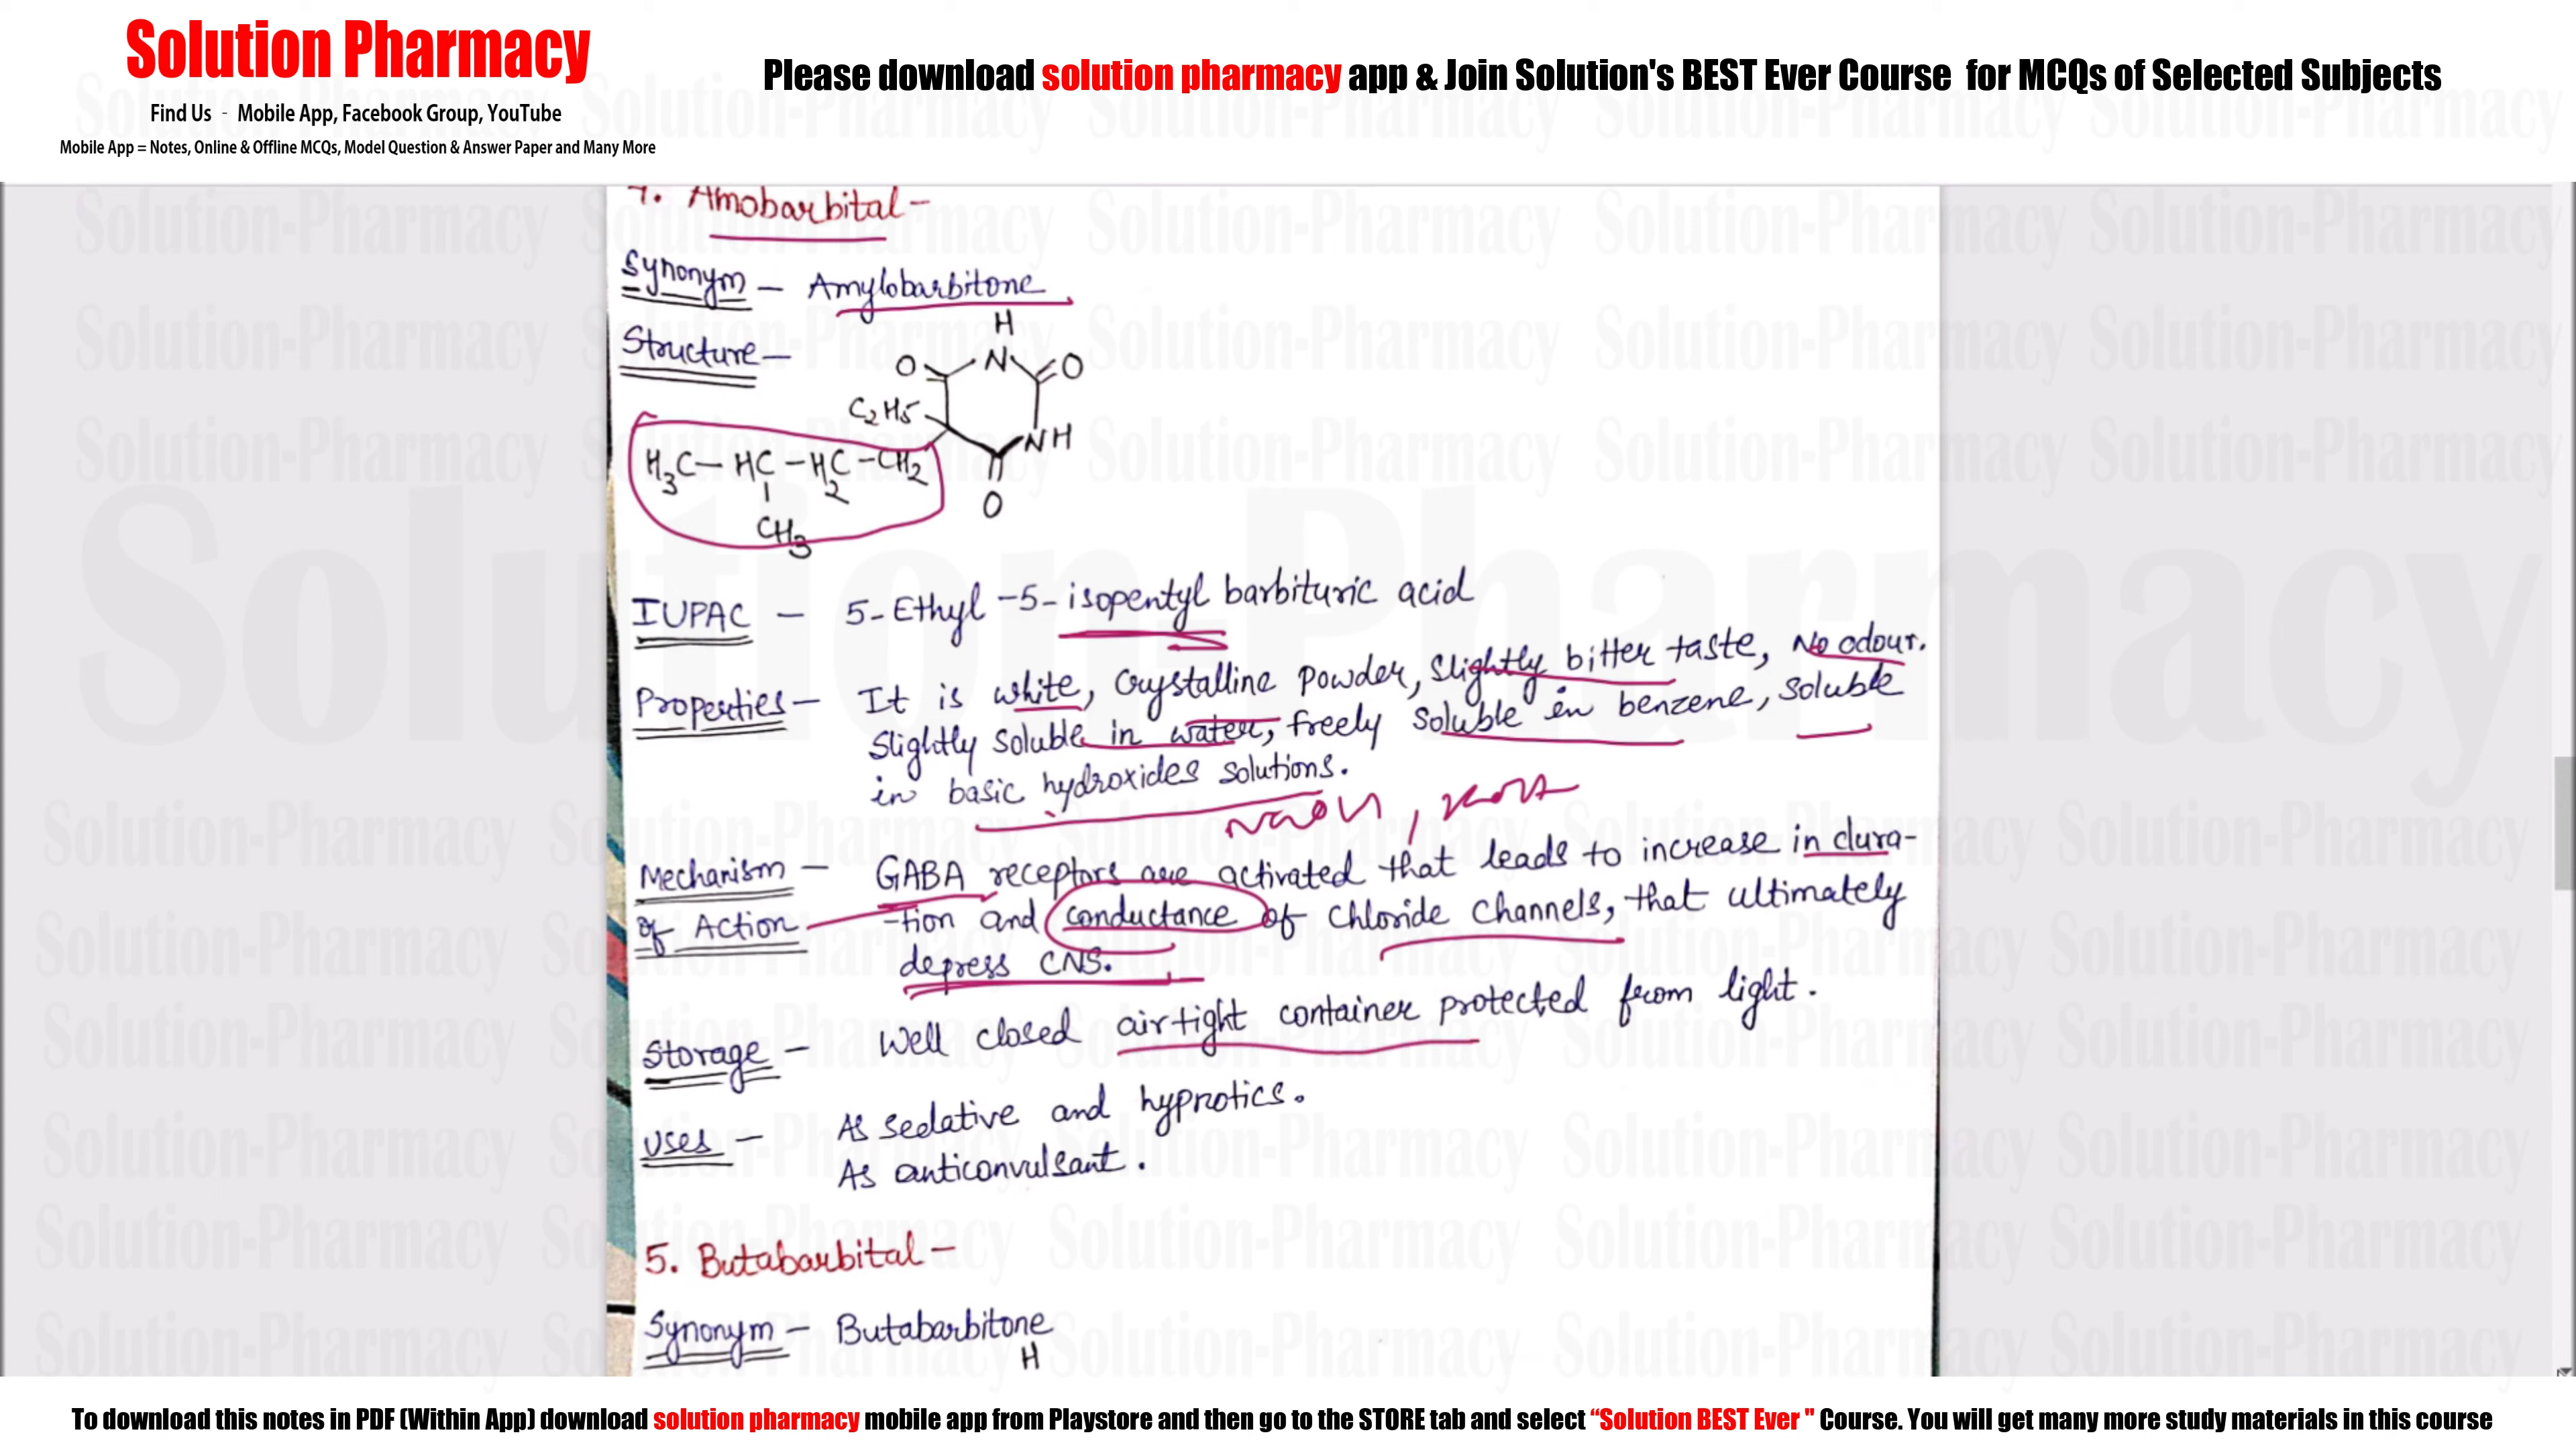 Solution Pharmacy
Find Us - Mobile App, Facebook Group, YouTube
Mobile App = Notes, Online & Offline MCQs, Model Question & Answer Paper and Many More
Please download solution pharmacy app & Join Solution's BEST Ever Course for MCQs of Selected Subjects
Amobarbital -
Synonym - Amylobarbitone
Structure -
H
N
O
O
C2H5
NH
H3C - HC - H2C - CH2
CH3
O
IUPAC - 5-Ethyl-5-isopentyl barbituric acid
Properties - It is white, Crystalline powder, slightly bitter taste, No odour.
slightly soluble in water, freely soluble in benzene, soluble
in basic hydroxides solutions.
NaOH, KOH
Mechanism of Action - GABA receptors are activated that leads to increase in dura-
-tion and conductance of chloride channels, that ultimately
depress CNS.
Storage - Well closed airtight container protected from light.
Uses - As sedative and hypnotics.
As anticonvulsant.
5. Butabarbital -
Synonym - Butabarbitone
H
To download this notes in PDF (Within App) download solution pharmacy mobile app from Playstore and then go to the STORE tab and select “Solution BEST Ever " Course. You will get many more study materials in this course
Solution-Pharmacy